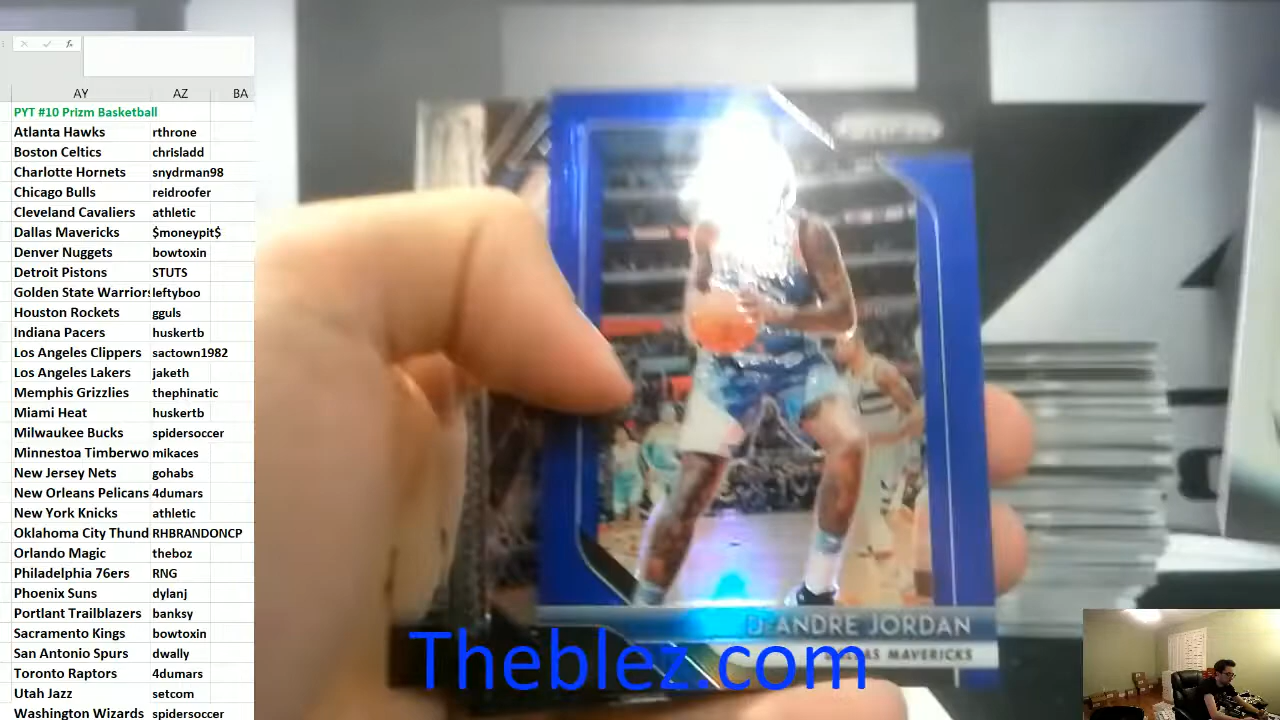 AY AZ BA
PYT #10 Prizm Basketball
Atlanta Hawks rthrone
Boston Celtics chrisladd
Charlotte Hornets snydrman98
Chicago Bulls reidroofer
Cleveland Cavaliers athletic
Dallas Mavericks $moneypit$
Denver Nuggets bowtoxin
Detroit Pistons STUTS
Golden State Warriors leftyboo
Houston Rockets gguls
Indiana Pacers huskertb
Los Angeles Clippers sactown1982
Los Angeles Lakers jaketh
Memphis Grizzlies thephinatic
Miami Heat huskertb
Milwaukee Bucks spidersoccer
Minnestoa Timberwo mikaces
New Jersey Nets gohabs
New Orleans Pelicans 4dumars
New York Knicks athletic
Oklahoma City Thund RHBRANDONCP
Orlando Magic theboz
Philadelphia 76ers RNG
Phoenix Suns dylanj
Portlant Trailblazers banksy
Sacramento Kings bowtoxin
San Antonio Spurs dwally
Toronto Raptors 4dumars
Utah Jazz setcom
Washington Wizards spidersoccer
DEANDRE JORDAN
MAVERICKS
Theblez.com